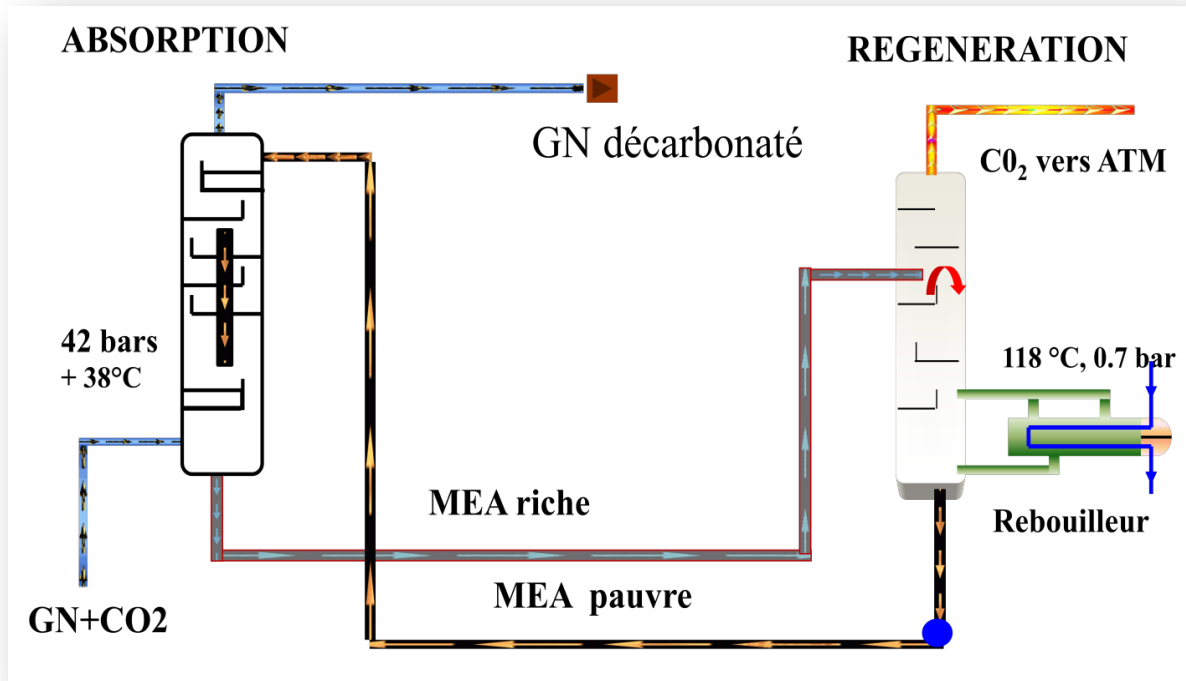 ABSORPTION
REGENERATION
GN décarbonaté
C0₂ vers ATM
42 bars
+ 38°C
118 °C, 0.7 bar
MEA riche
Rebouilleur
MEA pauvre
GN+CO2